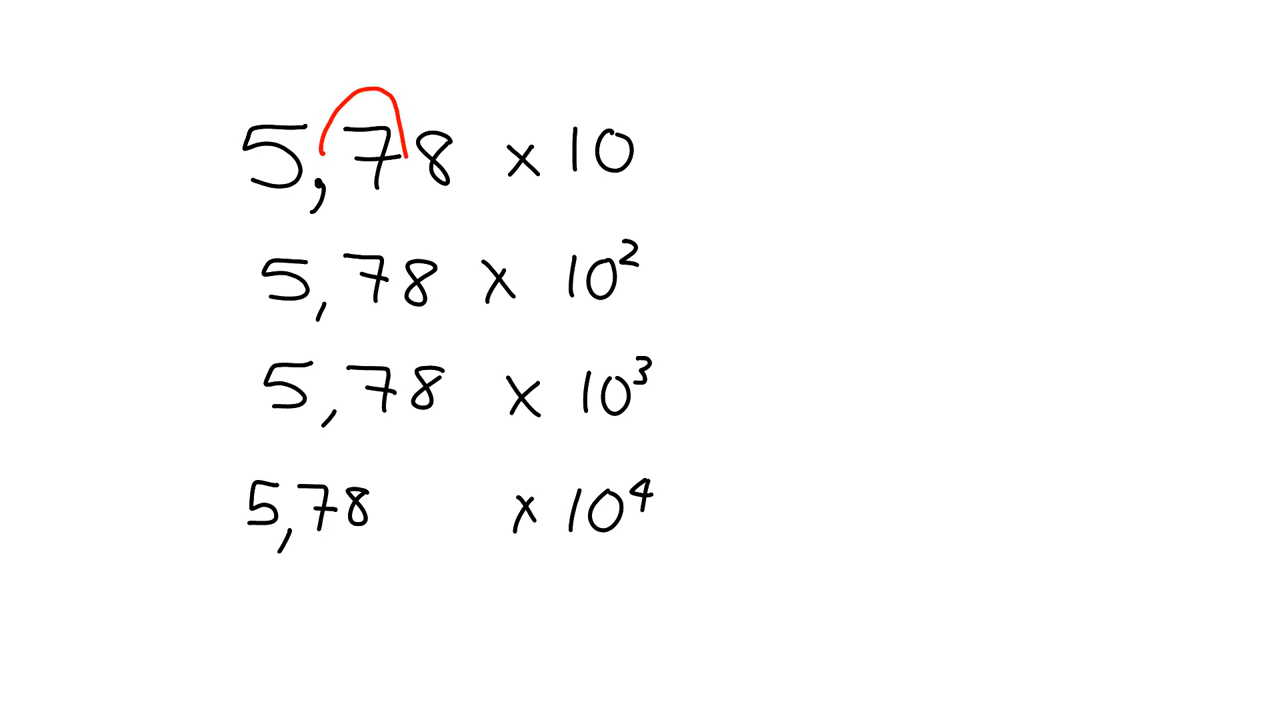 5,78 x 10
5,78 x 10²
5,78 x 10³
5,78 x 10⁴